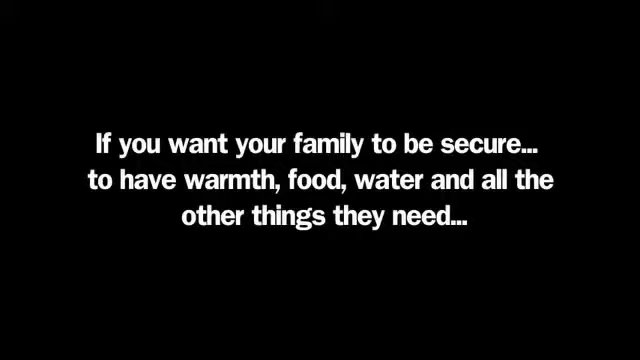 If you want your family to be secure...
to have warmth, food, water and all the
other things they need...